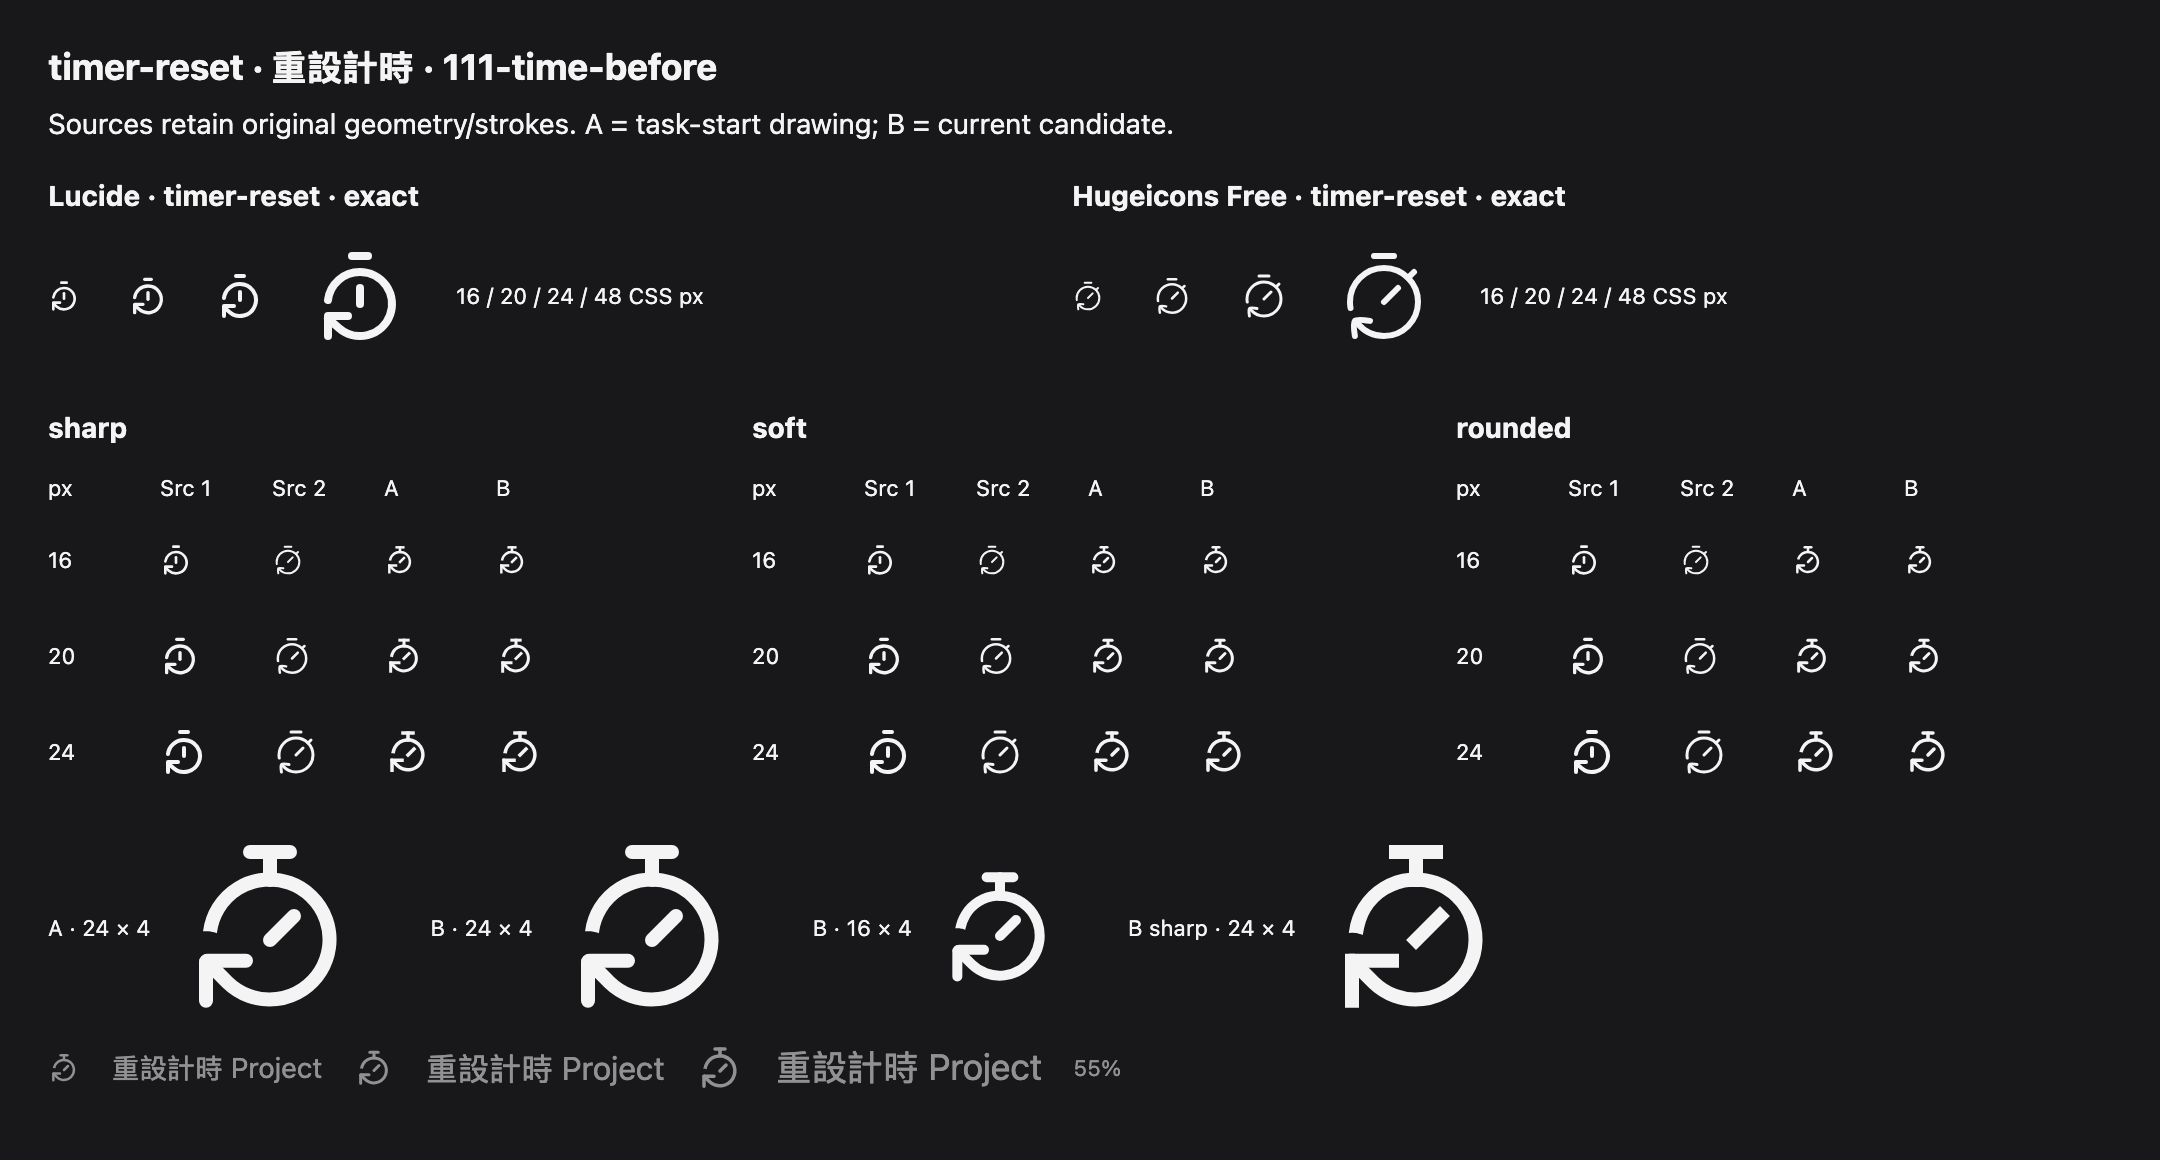 timer-reset · 重設計時 · 111-time-before
Sources retain original geometry/strokes. A = task-start drawing; B = current candidate.
Lucide · timer-reset · exact
16 / 20 / 24 / 48 CSS px
Hugeicons Free · timer-reset · exact
16 / 20 / 24 / 48 CSS px
sharp
px Src 1 Src 2 A B
16
20
24
soft
px Src 1 Src 2 A B
16
20
24
rounded
px Src 1 Src 2 A B
16
20
24
A · 24 × 4
B · 24 × 4
B · 16 × 4
B sharp · 24 × 4
重設計時 Project 重設計時 Project 重設計時 Project 55%